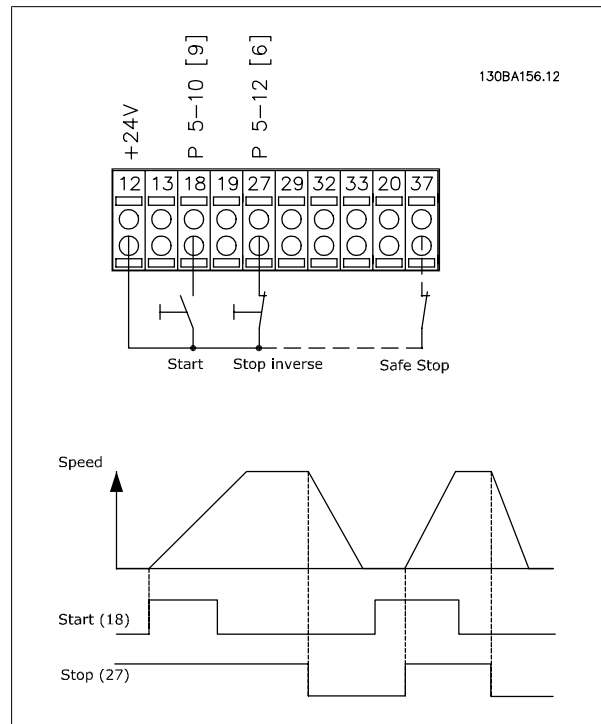 +24V
P 5-10 [9]
P 5-12 [6]
130BA156.12
12 13 18 19 27 29 32 33 20 37
Start Stop inverse Safe Stop
Speed
Start (18)
Stop (27)